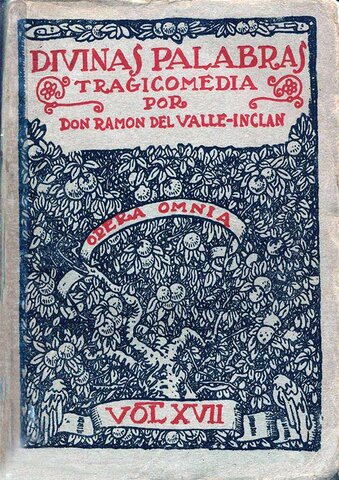 DIVINAS PALABRAS
TRAGICOMEDIA
POR
DON RAMON DEL VALLE-INCLAN
OPERA OMNIA
VOL XVII